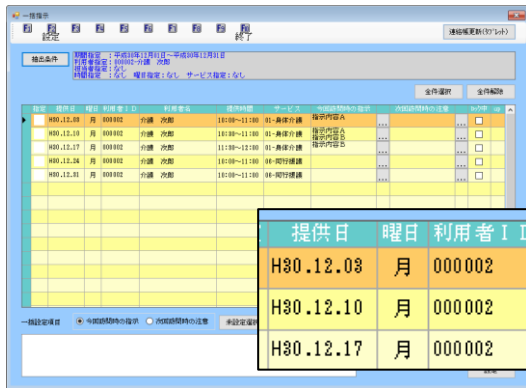 一括指示
F1 F2 F3 F4 F5 F6 F7 F8 F9
設定 終了
連絡帳更新(ﾀﾌﾞﾚｯﾄ)
抽出条件
期間指定 : 平成30年12月01日～平成30年12月31日
利用者指定:000002-介護 次郎
担当者指定:なし
時間指定 :なし 曜日指定:なし サービス指定:なし
全件選択 全件解除
指定 提供日 曜日 利用者ID 利用者名 提供時間 サービス 今回訪問時の指示 次回訪問時の注意
H30.12.03 月 000002 介護 次郎 10:00～11:00 01-身体介護 指示内容A ...
H30.12.10 月 000002 介護 次郎 10:00～11:00 01-身体介護 指示内容A 指示内容B ...
H30.12.17 月 000002 介護 次郎 11:00～12:00 01-身体介護 指示内容B ...
H30.12.24 月 000002 介護 次郎 10:00～11:00 06-同行援護 ...
H30.12.31 月 000002 介護 次郎 10:00～11:00 06-同行援護 ...
提供日 曜日 利用者I
H30.12.03 月 000002
H30.12.10 月 000002
H30.12.17 月 000002
一括設定項目 今回訪問時の指示 次回訪問時の注意 未設定選択